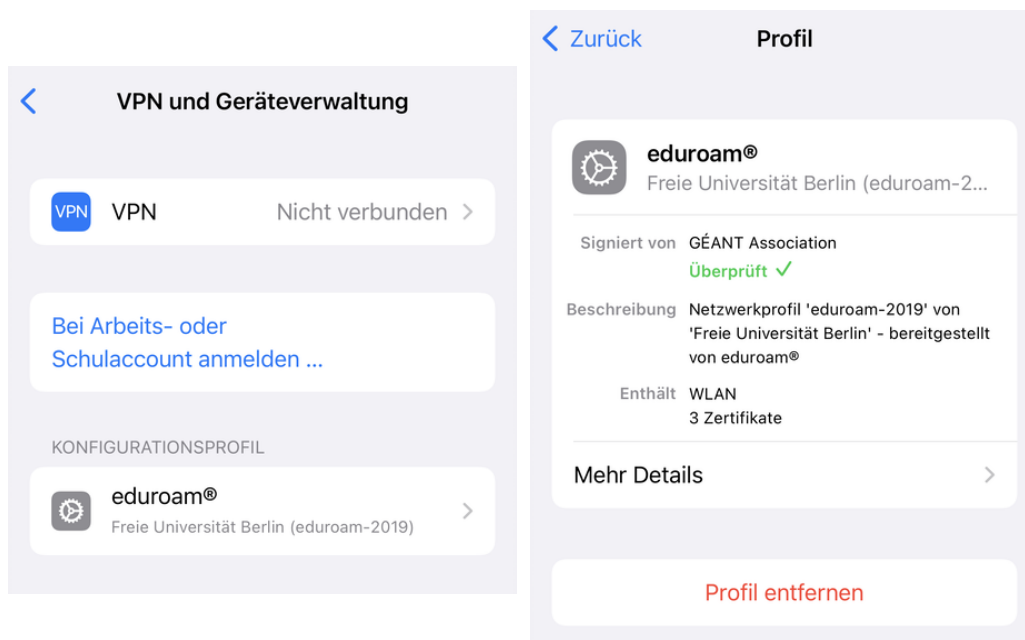 VPN und Geräteverwaltung
VPN VPN Nicht verbunden
Bei Arbeits- oder
Schulaccount anmelden ...
KONFIGURATIONSPROFIL
eduroam®
Freie Universität Berlin (eduroam-2019)
Zurück Profil
eduroam®
Freie Universität Berlin (eduroam-2...
Signiert von GÉANT Association
Überprüft
Beschreibung Netzwerkprofil 'eduroam-2019' von
'Freie Universität Berlin' - bereitgestellt
von eduroam®
Enthält WLAN
3 Zertifikate
Mehr Details
Profil entfernen